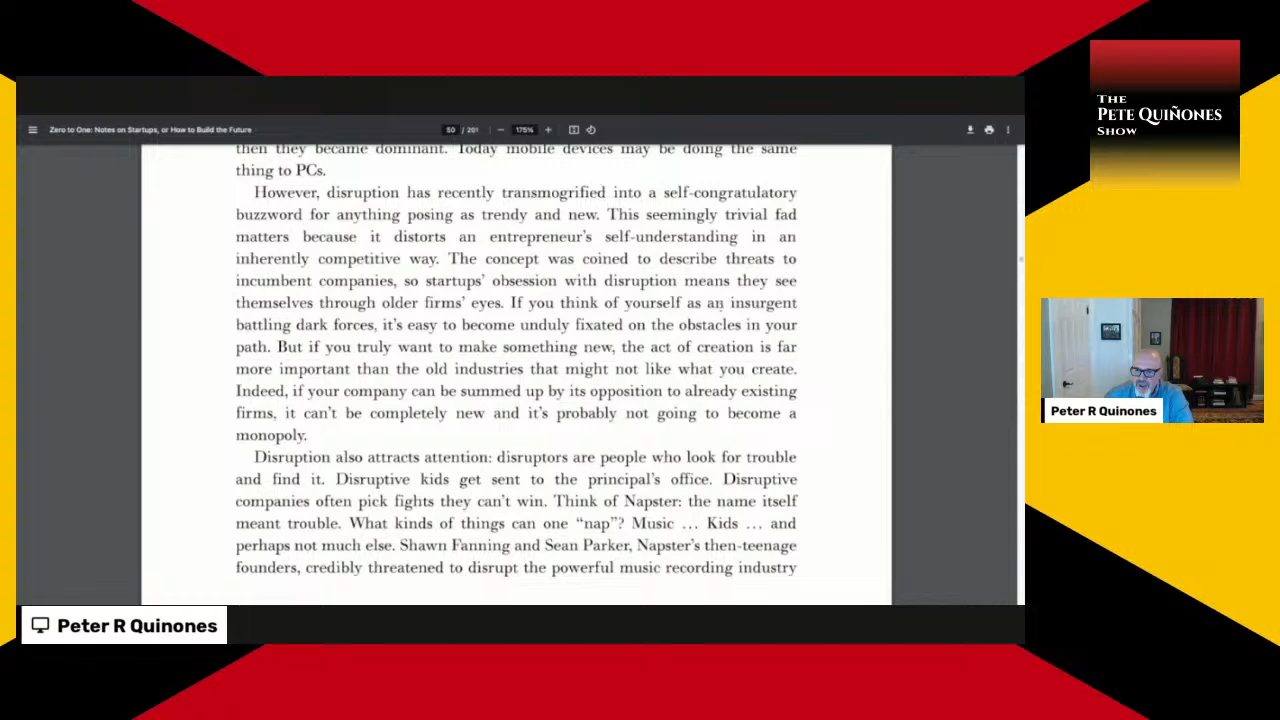 THE
PETE QUIÑONES
SHOW
Zero to One: Notes on Startups, or How to Build the Future
50 / 201
175%
then they became dominant. Today mobile devices may be doing the same
thing to PCs.
However, disruption has recently transmogrified into a self-congratulatory
buzzword for anything posing as trendy and new. This seemingly trivial fad
matters because it distorts an entrepreneur's self-understanding in an
inherently competitive way. The concept was coined to describe threats to
incumbent companies, so startups' obsession with disruption means they see
themselves through older firms' eyes. If you think of yourself as an insurgent
battling dark forces, it's easy to become unduly fixated on the obstacles in your
path. But if you truly want to make something new, the act of creation is far
more important than the old industries that might not like what you create.
Indeed, if your company can be summed up by its opposition to already existing
firms, it can't be completely new and it's probably not going to become a
monopoly.
Disruption also attracts attention: disruptors are people who look for trouble
and find it. Disruptive kids get sent to the principal's office. Disruptive
companies often pick fights they can't win. Think of Napster: the name itself
meant trouble. What kinds of things can one “nap”? Music … Kids … and
perhaps not much else. Shawn Fanning and Sean Parker, Napster's then-teenage
founders, credibly threatened to disrupt the powerful music recording industry
Peter R Quinones
Peter R Quinones